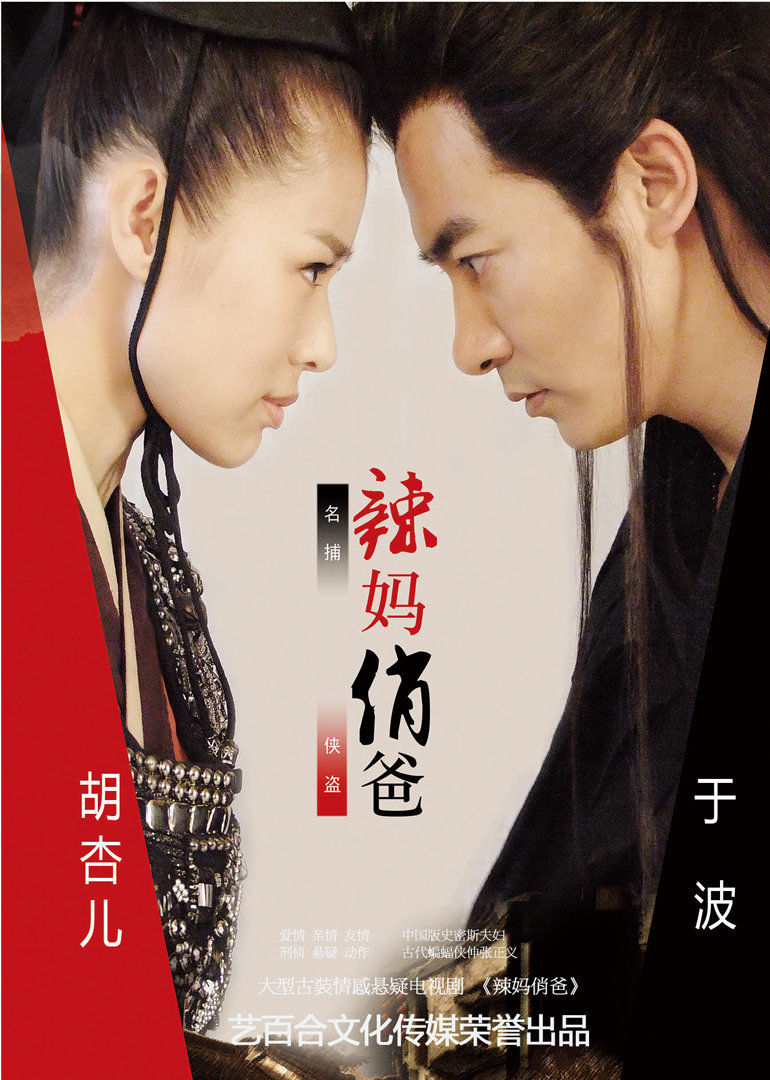 名捕
辣妈俏爸
侠盗
胡杏儿
于波
爱情 亲情 友情
刑侦 悬疑 动作
中国版史密斯夫妇
古代蝙蝠侠伸张正义
大型古装情感悬疑电视剧 《辣妈俏爸》
艺百合文化传媒荣誉出品